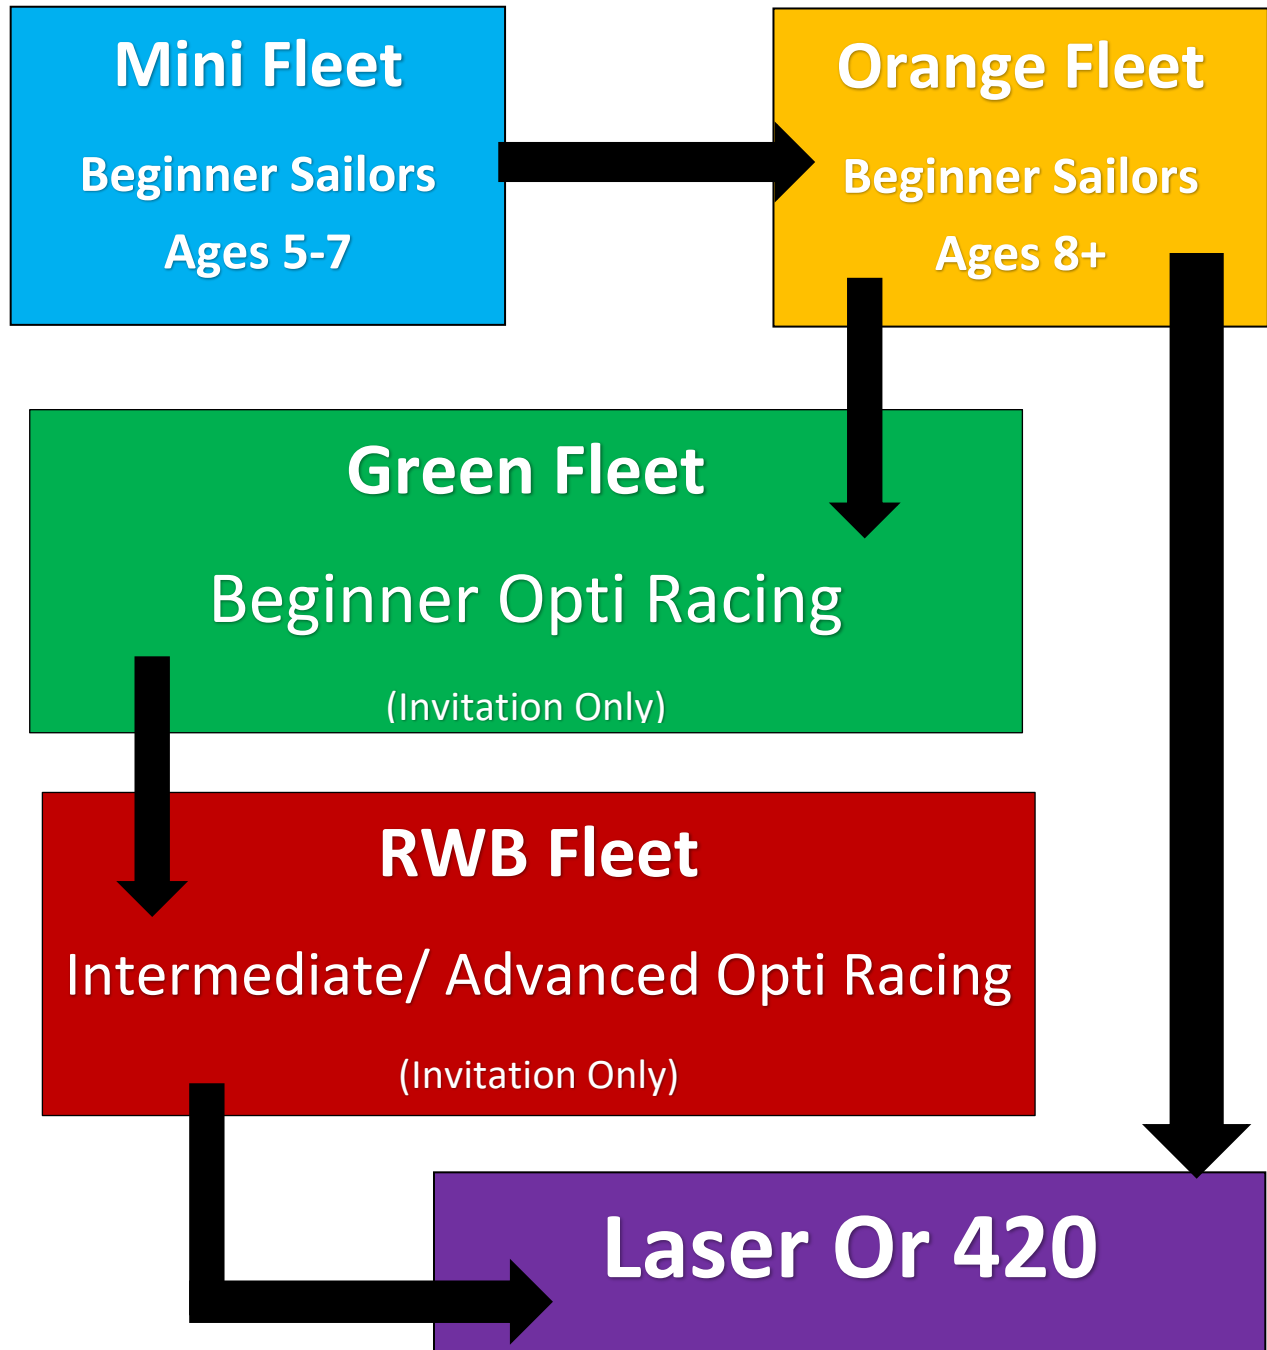 Mini Fleet
Beginner Sailors
Ages 5-7
Orange Fleet
Beginner Sailors
Ages 8+
Green Fleet
Beginner Opti Racing
(Invitation Only)
RWB Fleet
Intermediate/ Advanced Opti Racing
(Invitation Only)
Laser Or 420